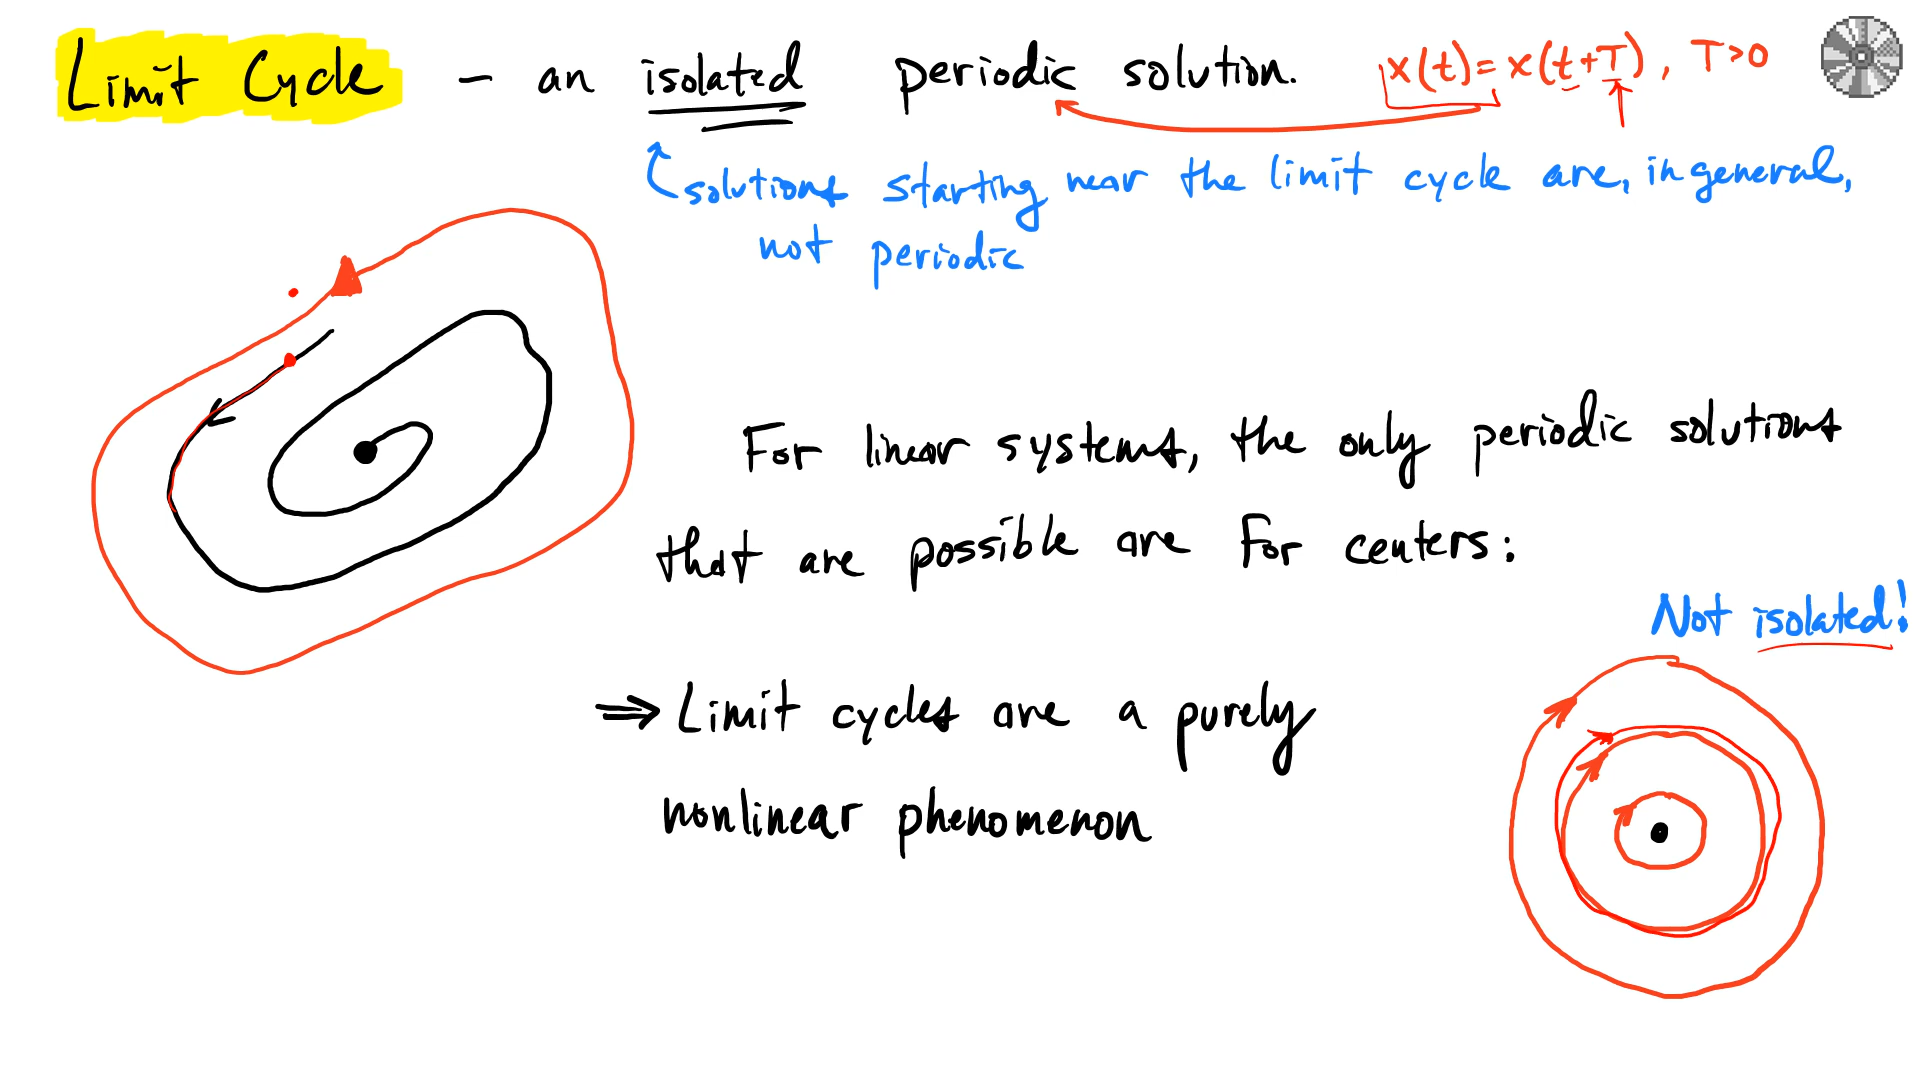 Limit Cycle - an isolated periodic solution. x(t) = x(t+T), T>0
solutions starting near the limit cycle are, in general,
not periodic
For linear systems, the only periodic solutions
that are possible are for centers:
Not isolated!
⇒ Limit cycles are a purely
nonlinear phenomenon